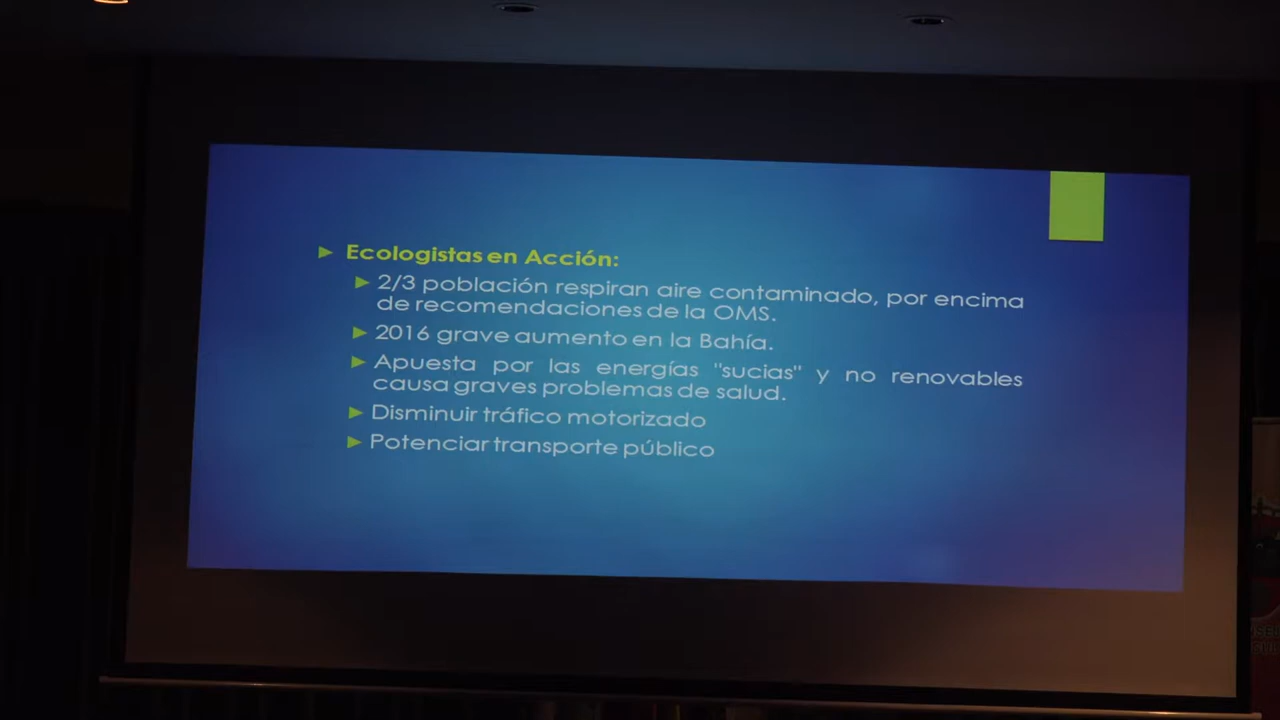 Ecologistas en Acción:
2/3 población respiran aire contaminado, por encima
de recomendaciones de la OMS.
2016 grave aumento en la Bahía.
Apuesta por las energías "sucias" y no renovables
causa graves problemas de salud.
Disminuir tráfico motorizado
Potenciar transporte público